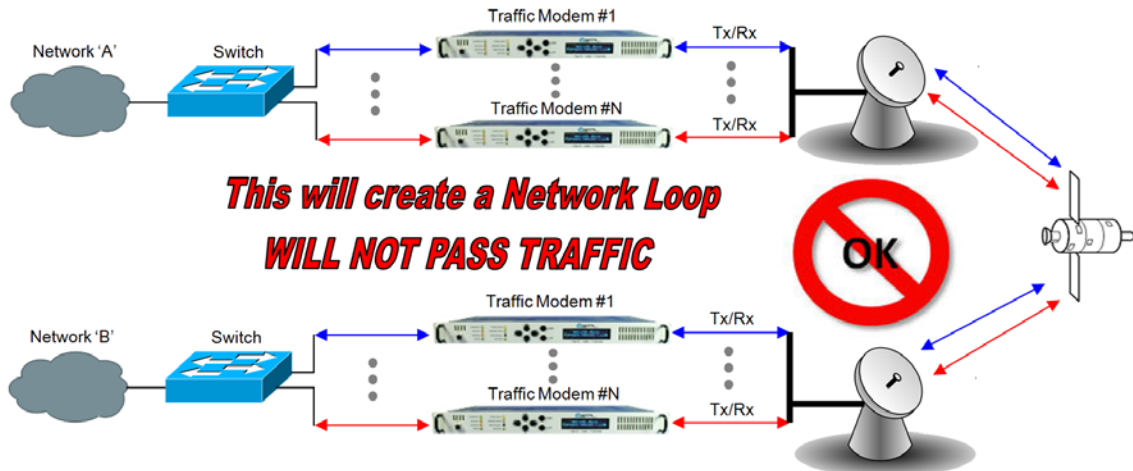 Traffic Modem #1
Network 'A'
Switch
Tx/Rx
Traffic Modem #N
Tx/Rx
This will create a Network Loop
WILL NOT PASS TRAFFIC
OK
Traffic Modem #1
Network 'B'
Switch
Tx/Rx
Traffic Modem #N
Tx/Rx